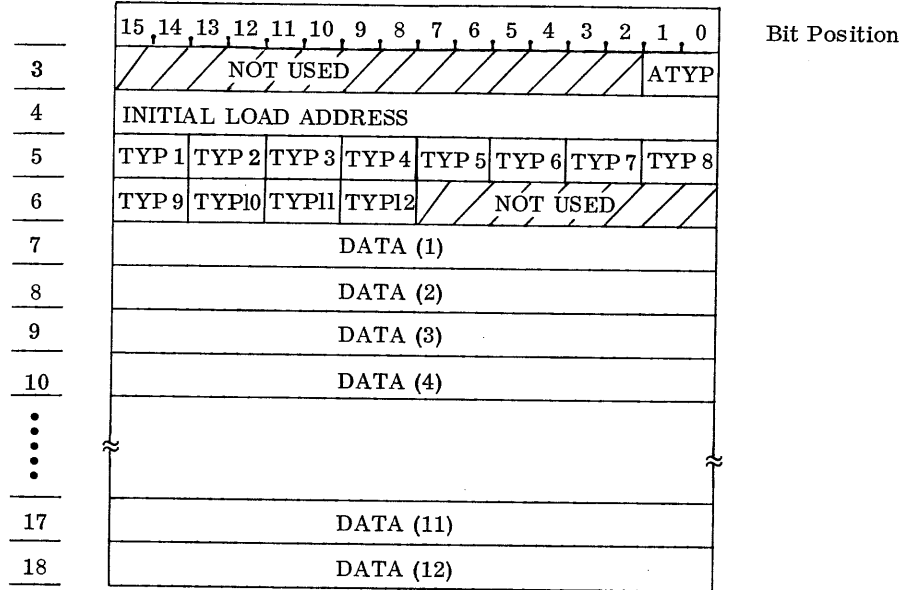 15 14 13 12 11 10 9 8 7 6 5 4 3 2 1 0 Bit Position
3 NOT USED ATYP
4 INITIAL LOAD ADDRESS
5 TYP 1 TYP 2 TYP 3 TYP 4 TYP 5 TYP 6 TYP 7 TYP 8
6 TYP 9 TYP10 TYP11 TYP12 NOT USED
7 DATA (1)
8 DATA (2)
9 DATA (3)
10 DATA (4)
17 DATA (11)
18 DATA (12)